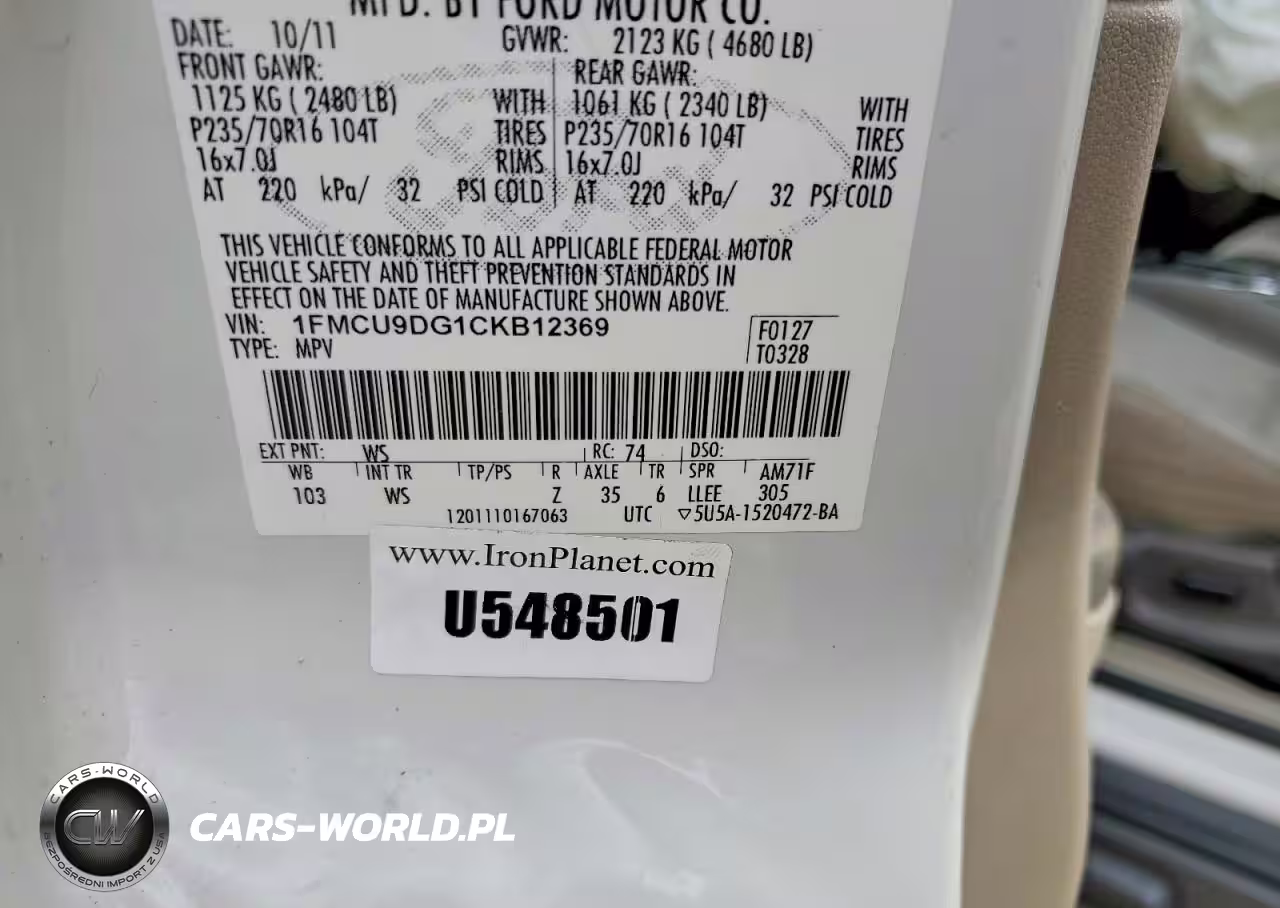 MFD. BY FORD MOTOR CO.
DATE: 10/11 GVWR: 2123 KG ( 4680 LB)
FRONT GAWR: REAR GAWR:
1125 KG ( 2480 LB) WITH 1061 KG ( 2340 LB) WITH
P235/70R16 104T TIRES P235/70R16 104T TIRES
16x7.0J RIMS 16x7.0J RIMS
AT 220 kPa/ 32 PSI COLD AT 220 kPa/ 32 PSI COLD
THIS VEHICLE CONFORMS TO ALL APPLICABLE FEDERAL MOTOR
VEHICLE SAFETY AND THEFT PREVENTION STANDARDS IN
EFFECT ON THE DATE OF MANUFACTURE SHOWN ABOVE.
VIN: 1FMCU9DG1CKB12369 F0127
TYPE: MPV T0328
EXT PNT: WS RC: 74 DSO:
WB INT TR TP/PS R AXLE TR SPR AM71F
103 WS Z 35 6 LLEE 305
1201110167063 UTC ▽5U5A-1520472-BA
www.IronPlanet.com
U548501
CARS-WORLD
CW
BEZPOŚREDNI IMPORT Z USA
CARS-WORLD.PL